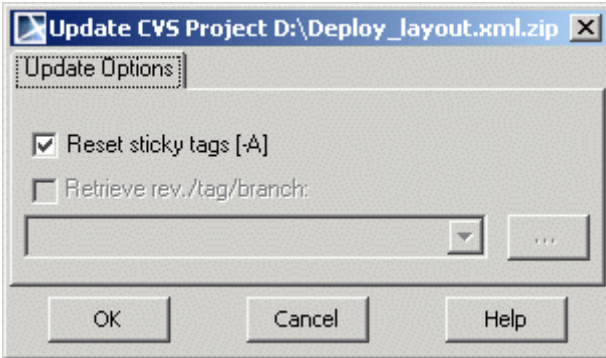 Update CVS Project D:\Deploy_layout.xml.zip
Update Options
Reset sticky tags [-A]
Retrieve rev./tag/branch:
...
OK Cancel Help